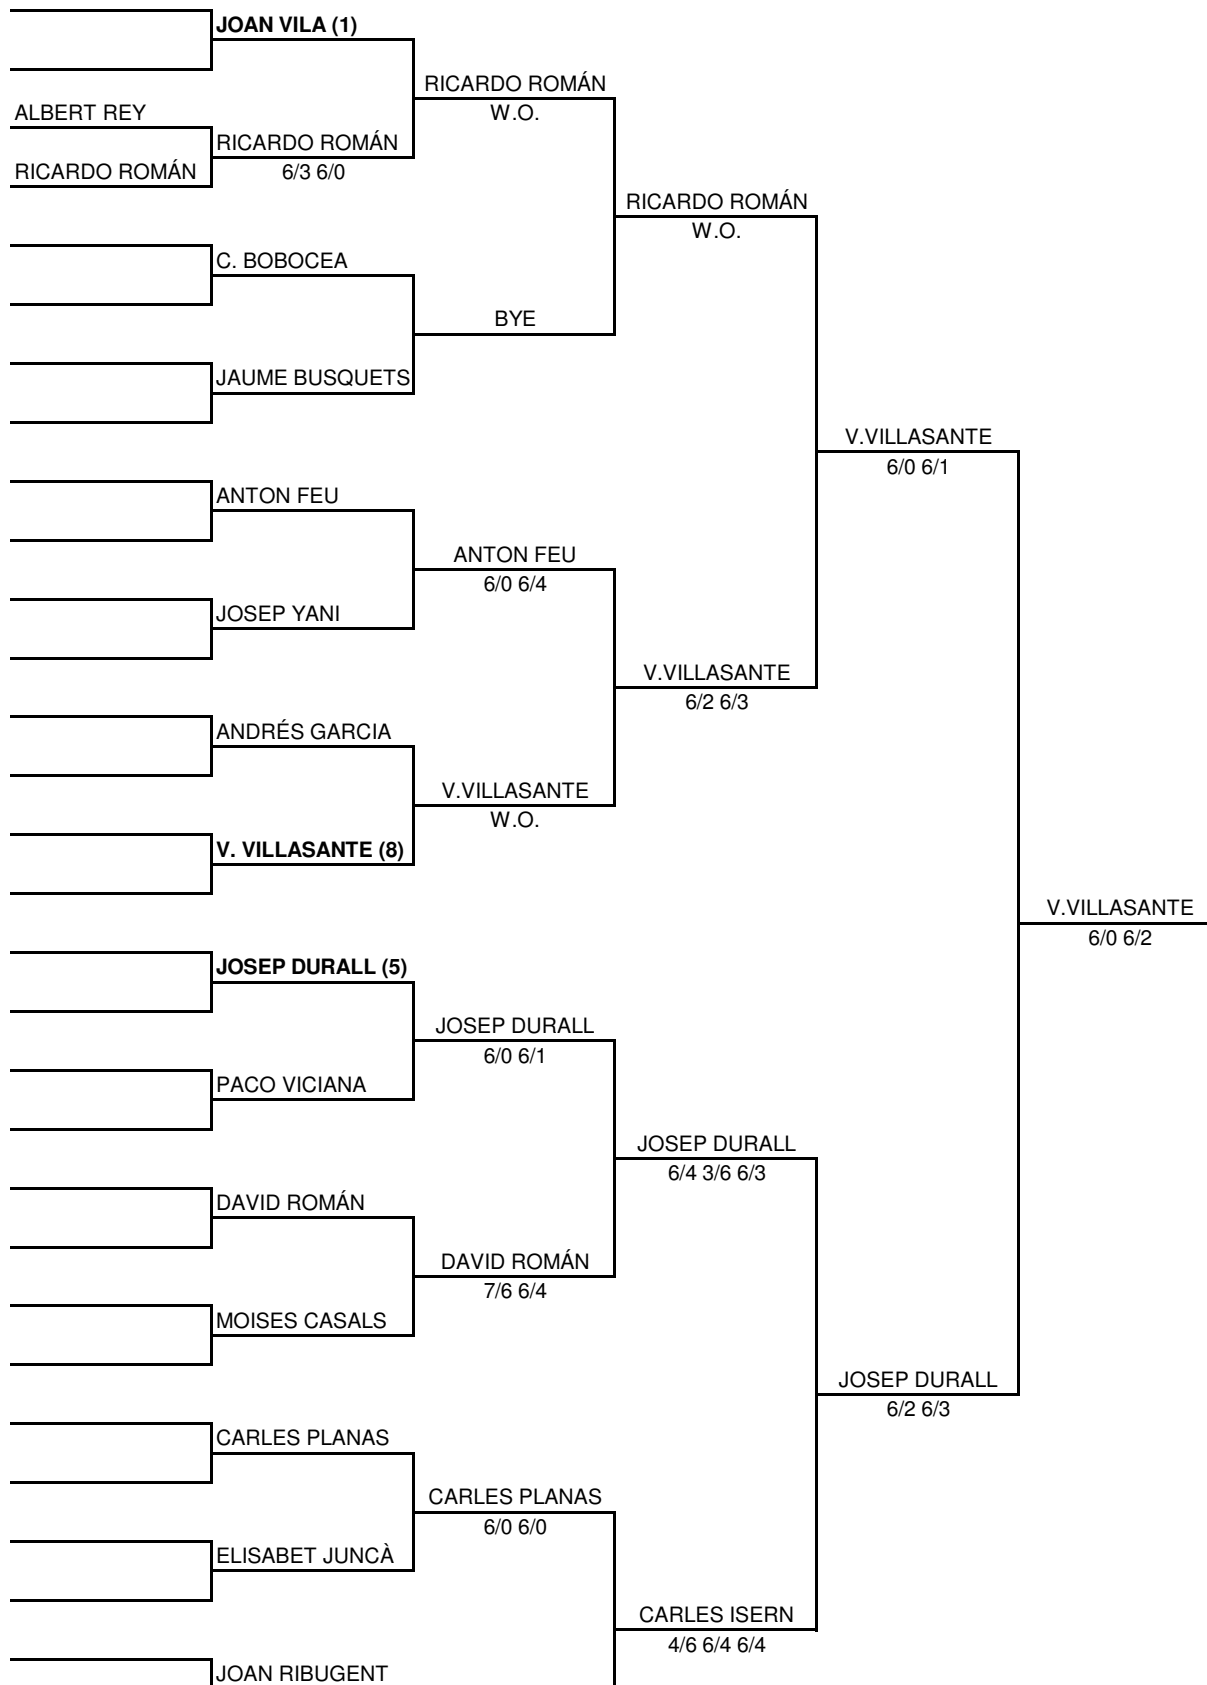 JOAN VILA (1)
RICARDO ROMÁN
ALBERT REY
W.O.
RICARDO ROMÁN
RICARDO ROMÁN
6/3 6/0
RICARDO ROMÁN
W.O.
C. BOBOCEA
BYE
JAUME BUSQUETS
V.VILLASANTE
6/0 6/1
ANTON FEU
ANTON FEU
6/0 6/4
JOSEP YANI
V.VILLASANTE
6/2 6/3
ANDRÉS GARCIA
V.VILLASANTE
W.O.
V. VILLASANTE (8)
V.VILLASANTE
6/0 6/2
JOSEP DURALL (5)
JOSEP DURALL
6/0 6/1
PACO VICIANA
JOSEP DURALL
6/4 3/6 6/3
DAVID ROMÁN
DAVID ROMÁN
7/6 6/4
MOISES CASALS
JOSEP DURALL
6/2 6/3
CARLES PLANAS
CARLES PLANAS
6/0 6/0
ELISABET JUNCÀ
CARLES ISERN
4/6 6/4 6/4
JOAN RIBUGENT